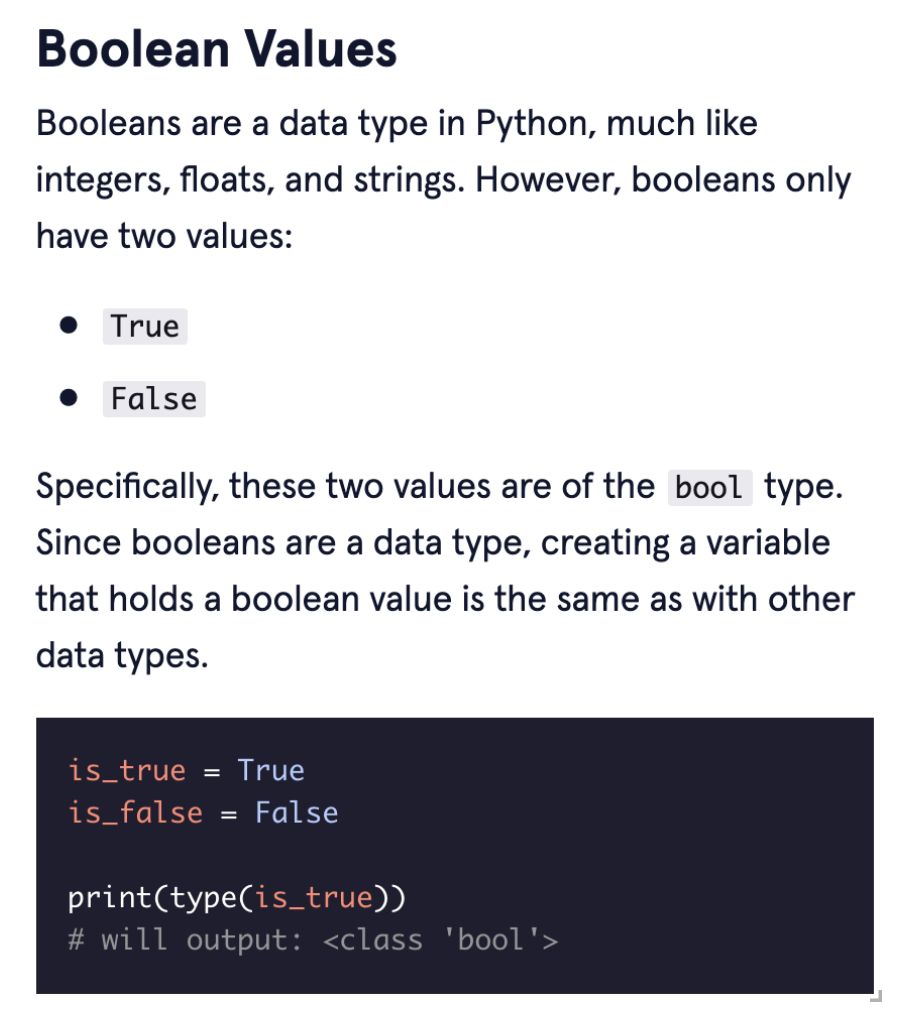 Boolean Values
Booleans are a data type in Python, much like
integers, floats, and strings. However, booleans only
have two values:
True
False
Specifically, these two values are of the bool type.
Since booleans are a data type, creating a variable
that holds a boolean value is the same as with other
data types.
is_true = True
is_false = False
print(type(is_true))
# will output: <class 'bool'>